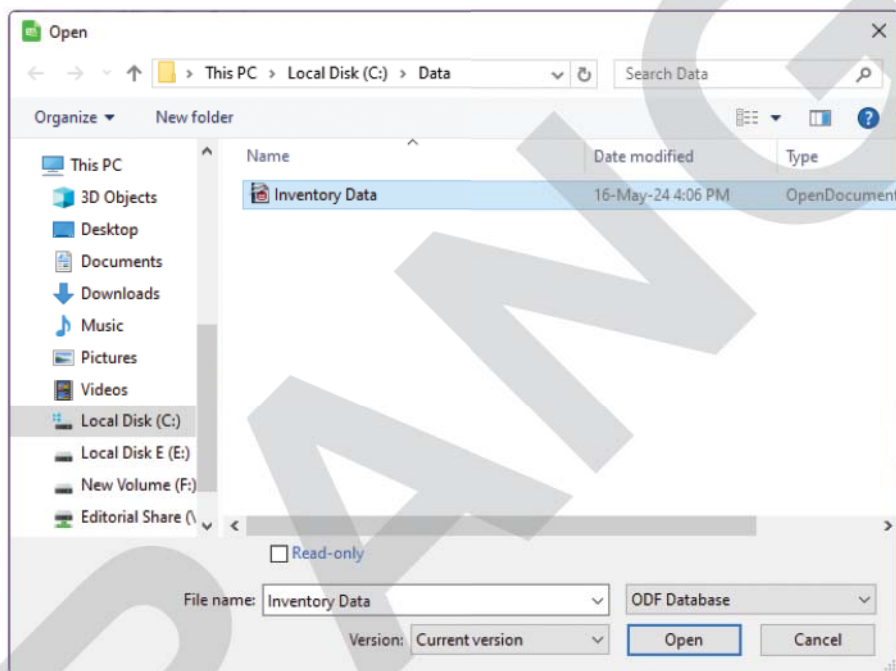 Open
This PC > Local Disk (C:) > Data
Search Data
Organize
New folder
Name
Date modified
Type
Inventory Data
16-May-24 4:06 PM
OpenDocument
This PC
3D Objects
Desktop
Documents
Downloads
Music
Pictures
Videos
Local Disk (C:)
Local Disk E (E:)
New Volume (F:)
Editorial Share (\
Read-only
File name: Inventory Data
ODF Database
Version: Current version
Open
Cancel